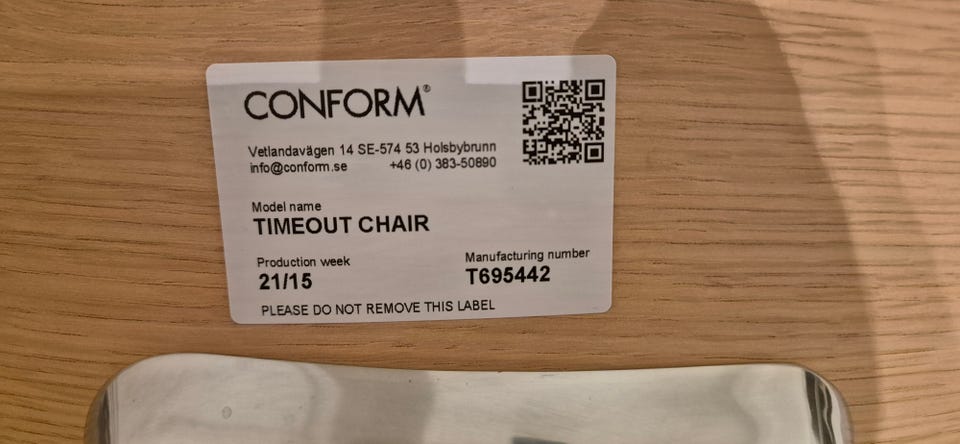 CONFORM®
Vetlandavägen 14 SE-574 53 Holsbybrunn
info@conform.se +46 (0) 383-50890
Model name
TIMEOUT CHAIR
Production week
21/15
Manufacturing number
T695442
PLEASE DO NOT REMOVE THIS LABEL